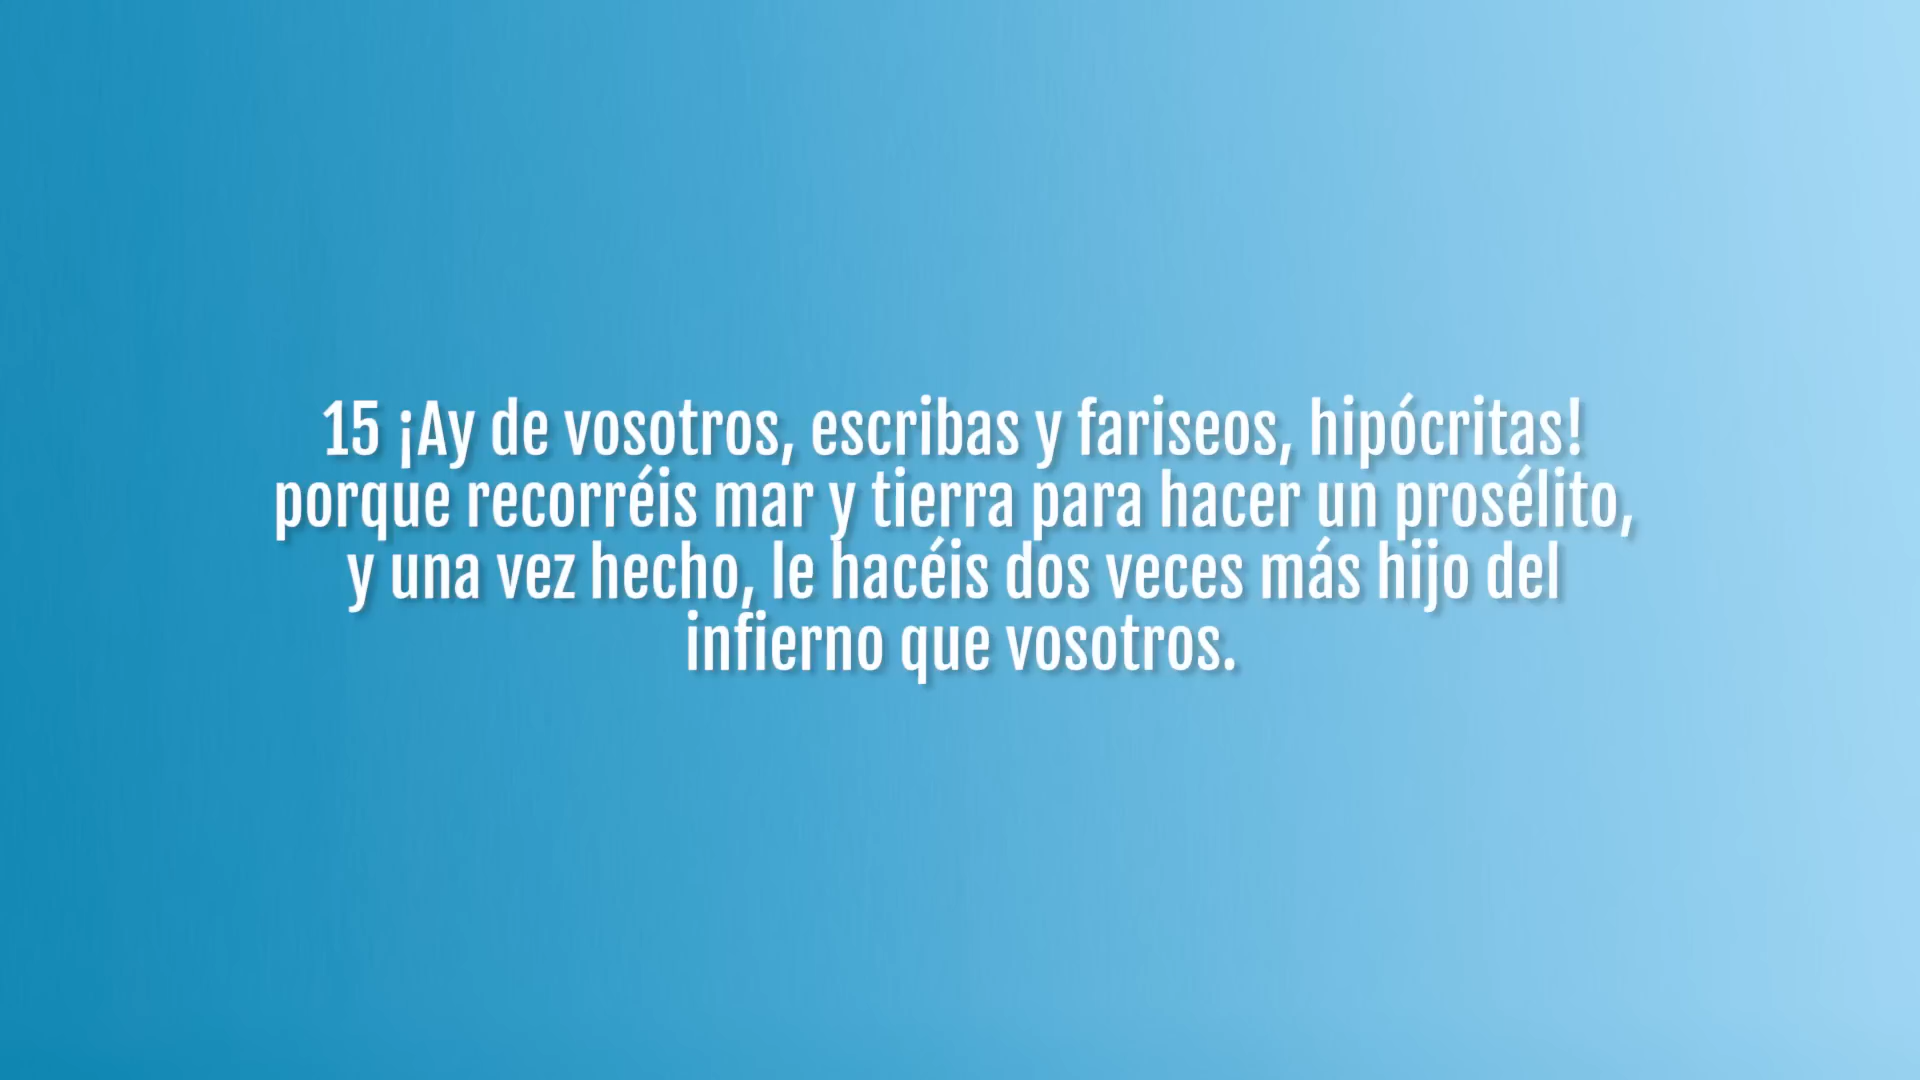 15 ¡Ay de vosotros, escribas y fariseos, hipócritas!
porque recorréis mar y tierra para hacer un prosélito,
y una vez hecho, le hacéis dos veces más hijo del
infierno que vosotros.